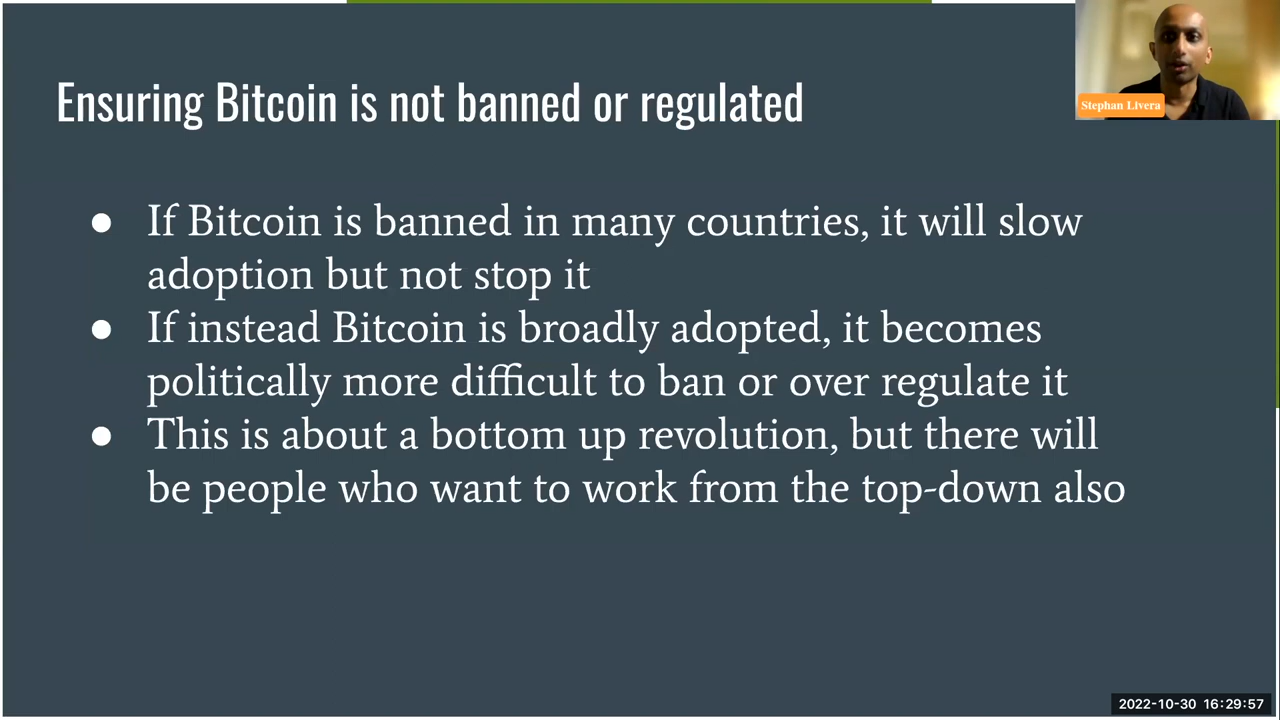 Ensuring Bitcoin is not banned or regulated
Stephan Livera
● If Bitcoin is banned in many countries, it will slow
adoption but not stop it
● If instead Bitcoin is broadly adopted, it becomes
politically more difficult to ban or over regulate it
● This is about a bottom up revolution, but there will
be people who want to work from the top-down also
2022-10-30 16:29:57